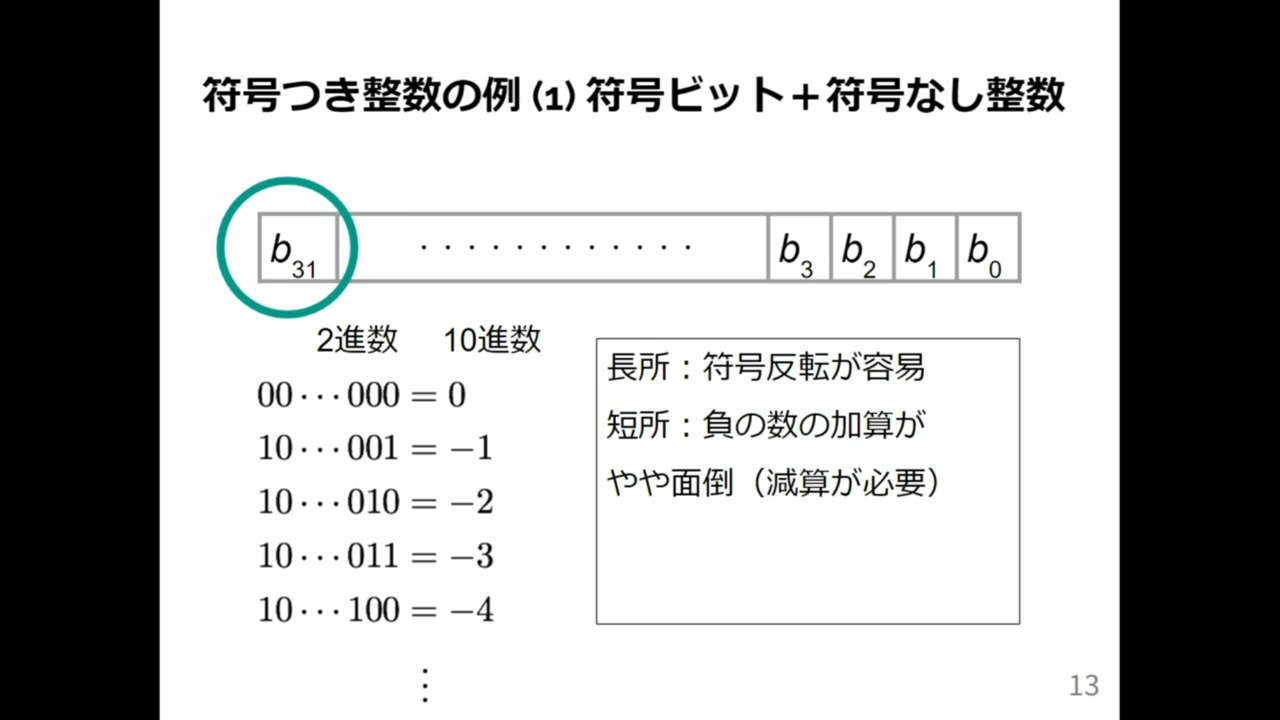 符号つき整数の例 (1) 符号ビット＋符号なし整数
b31 ············ b3 b2 b1 b0
2進数 10進数
00···000 = 0
10···001 = −1
10···010 = −2
10···011 = −3
10···100 = −4
⋮
長所：符号反転が容易
短所：負の数の加算が
やや面倒（減算が必要）
13